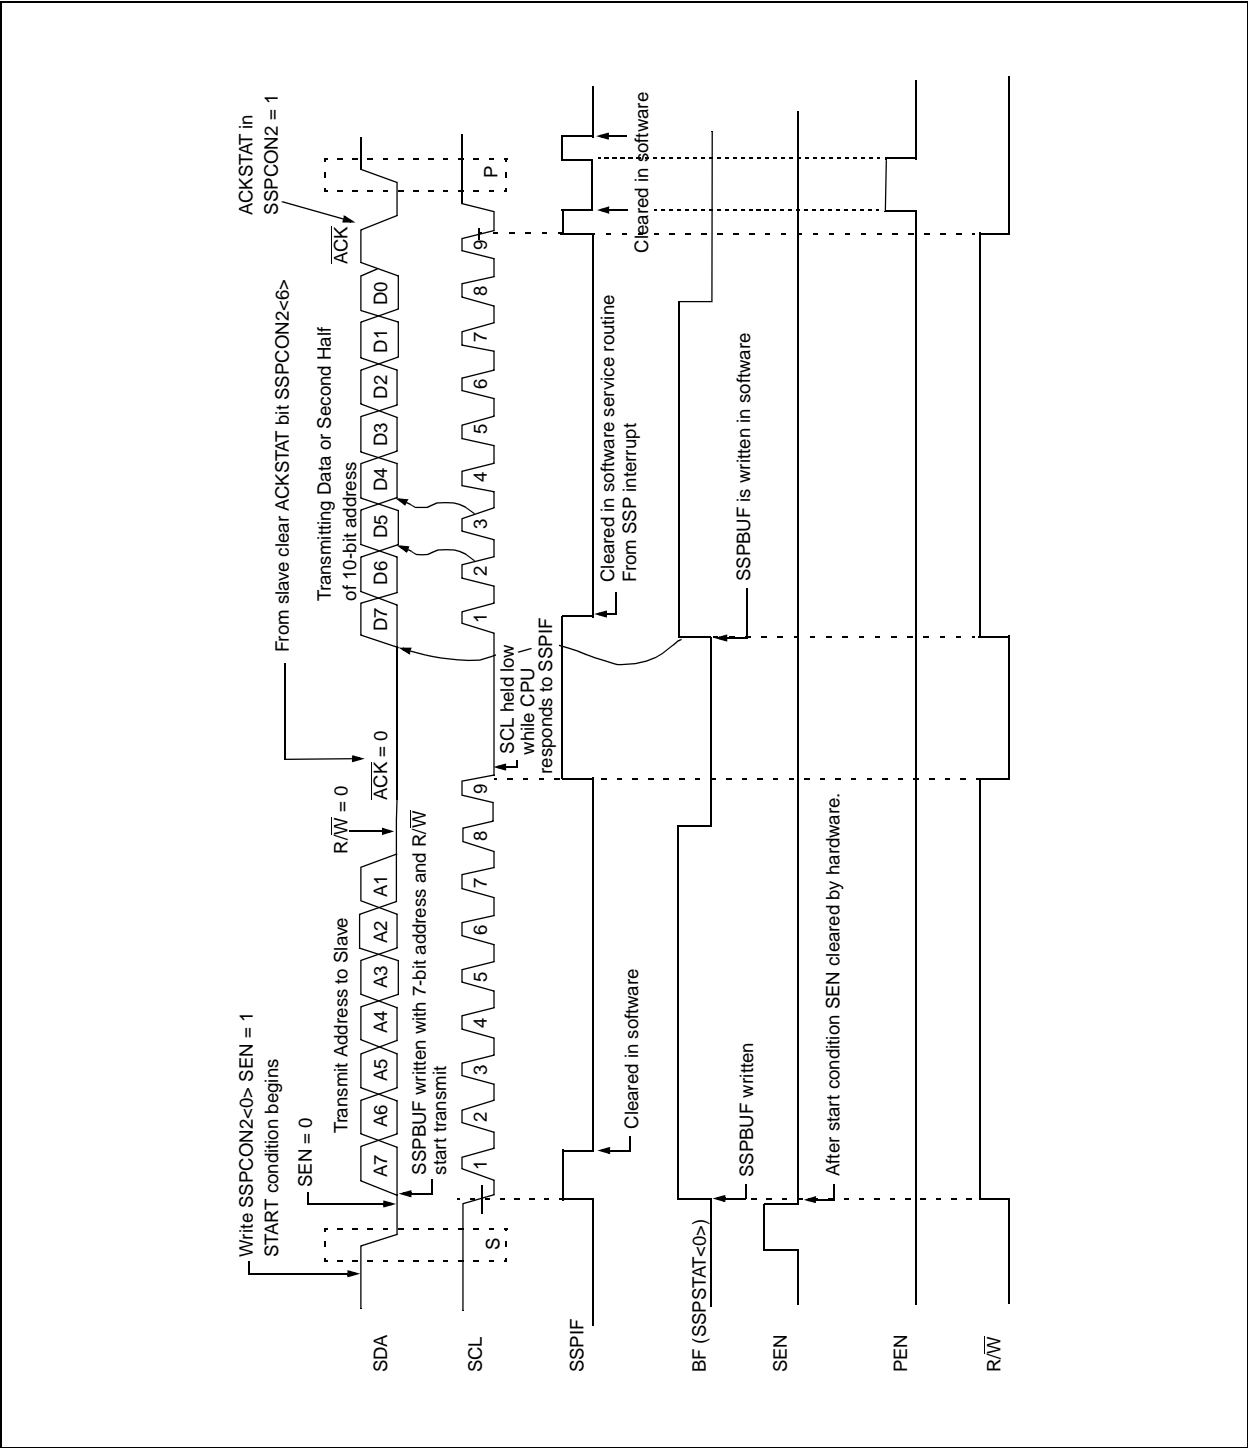 Write SSPCON2<0> SEN = 1
START condition begins
SEN = 0
Transmit Address to Slave
R/W = 0
From slave clear ACKSTAT bit SSPCON2<6>
ACK = 0
Transmitting Data or Second Half
of 10-bit address
ACKSTAT in
SSPCON2 = 1
ACK
SDA
A7 A6 A5 A4 A3 A2 A1
D7 D6 D5 D4 D3 D2 D1 D0
SSPBUF written with 7-bit address and R/W
start transmit
SCL
S
1 2 3 4 5 6 7 8 9
1 2 3 4 5 6 7 8 9
P
SCL held low
while CPU
responds to SSPIF
SSPIF
Cleared in software
Cleared in software service routine
From SSP interrupt
Cleared in software
Cleared in software
BF (SSPSTAT<0>)
SSPBUF written
SSPBUF is written in software
SEN
After start condition SEN cleared by hardware.
PEN
R/W